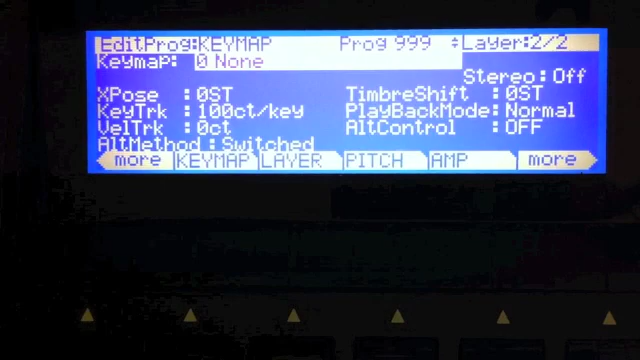 EditProg:KEYMAP Prog 999 Layer:2/2
Keymap: 0 None
Stereo:Off
XPose :0ST TimbreShift :0ST
KeyTrk :100ct/key PlayBackMode:Normal
VelTrk :0ct AltControl :OFF
AltMethod :Switched
more KEYMAP LAYER PITCH AMP more